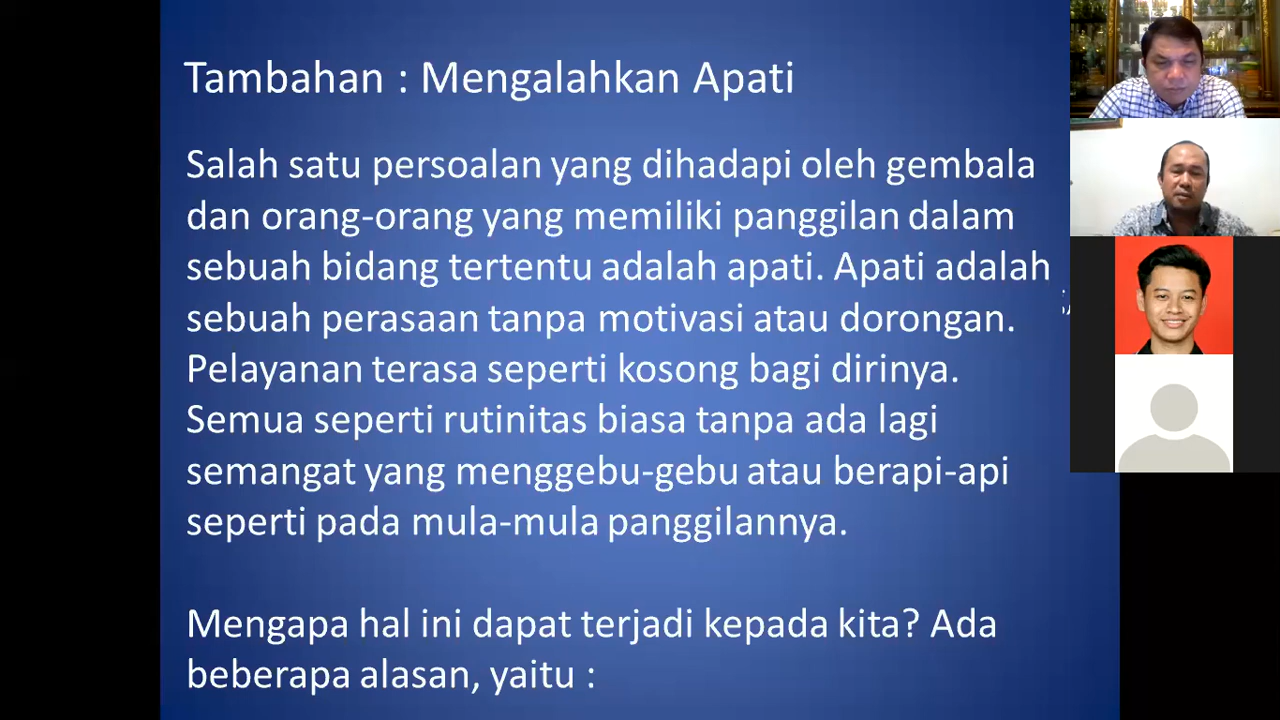 Tambahan : Mengalahkan Apati
Salah satu persoalan yang dihadapi oleh gembala
dan orang-orang yang memiliki panggilan dalam
sebuah bidang tertentu adalah apati. Apati adalah
sebuah perasaan tanpa motivasi atau dorongan.
Pelayanan terasa seperti kosong bagi dirinya.
Semua seperti rutinitas biasa tanpa ada lagi
semangat yang menggebu-gebu atau berapi-api
seperti pada mula-mula panggilannya.
Mengapa hal ini dapat terjadi kepada kita? Ada
beberapa alasan, yaitu :